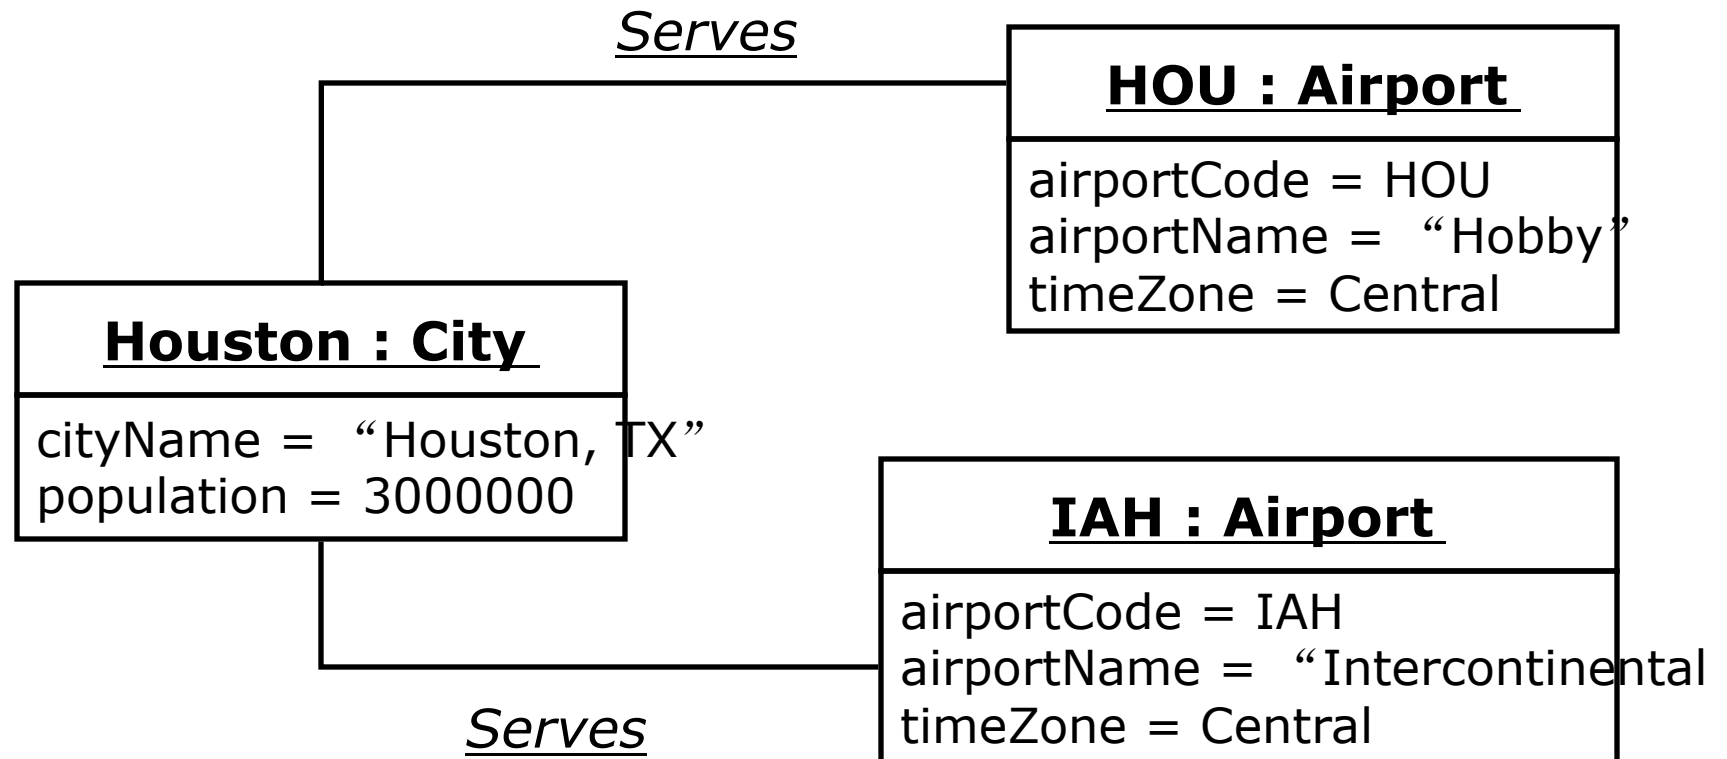 Serves
HOU : Airport
airportCode = HOU
airportName = “Hobby”
timeZone = Central
Houston : City
cityName = “Houston, TX”
population = 3000000
IAH : Airport
airportCode = IAH
airportName = “Intercontinental
timeZone = Central
Serves